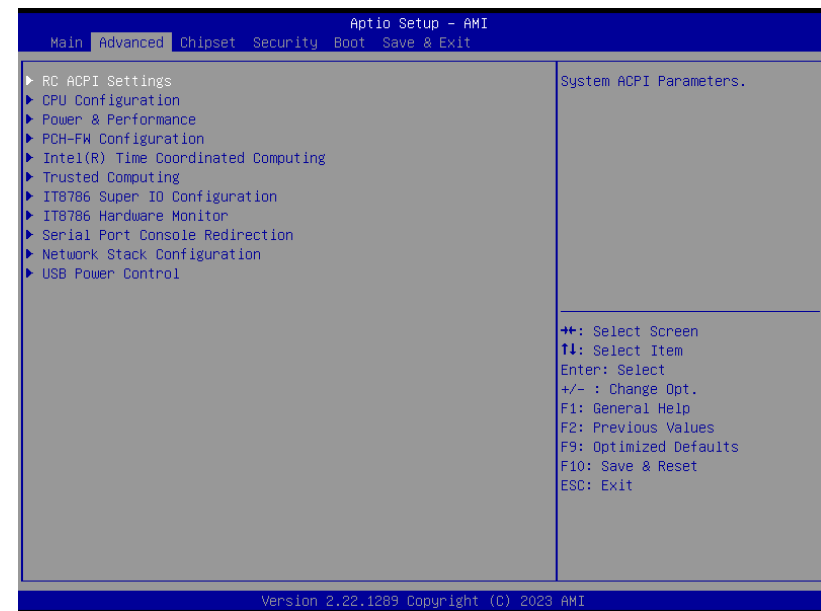 Aptio Setup – AMI
Main Advanced Chipset Security Boot Save & Exit
RC ACPI Settings
CPU Configuration
Power & Performance
PCH-FW Configuration
Intel(R) Time Coordinated Computing
Trusted Computing
IT8786 Super IO Configuration
IT8786 Hardware Monitor
Serial Port Console Redirection
Network Stack Configuration
USB Power Control
System ACPI Parameters.
→←: Select Screen
↑↓: Select Item
Enter: Select
+/- : Change Opt.
F1: General Help
F2: Previous Values
F9: Optimized Defaults
F10: Save & Reset
ESC: Exit
Version 2.22.1289 Copyright (C) 2023 AMI